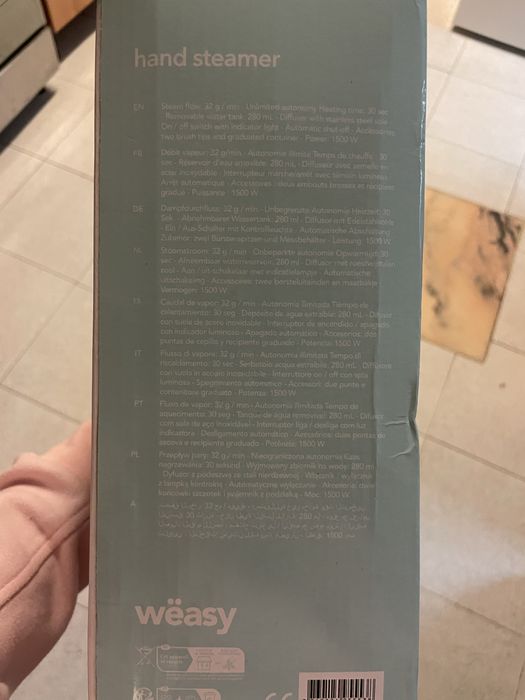 hand steamer
EN
Steam flow: 32 g / min - Unlimited autonomy Heating time: 30 sec
- Removable water tank: 280 mL - Diffuser with stainless steel sole
On / off switch with indicator light - Automatic shut-off - Accessories
two brush tips and graduated container - Power: 1500 W
FR
Débit vapeur: 32 g/min - Autonomie illimitée Temps de chauffe : 30
sec - Réservoir d'eau amovible: 280 mL - Diffuseur avec semelle en
acier inoxydable - Interrupteur marche/arrêt avec témoin lumineux
Arrêt automatique - Accessoires : deux embouts brosses et récipient
gradué - Puissance : 1500 W
DE
Dampfdurchfluss: 32 g / min - Unbegrenzte Autonomie Heizzeit: 30
Sek. - Abnehmbarer Wassertank: 280 ml - Diffusor mit Edelstahlsohle
- Ein / Aus-Schalter mit Kontrollleuchte - Automatische Abschaltung
Zubehör: zwei Bürstenspitzen und Messbehälter - Leistung: 1500 W
NL
Stoomstroom: 32 g / min - Onbeperkte autonomie Opwarmtijd: 30
sec - Afneembaar waterreservoir: 280 ml - Diffusor met roestvrijstalen
zool - Aan / uit-schakelaar met indicatielampje - Automatische
uitschakeling - Accessoires: twee borsteluiteinden en maatbakje
Vermogen: 1500 W
ES
Caudal de vapor: 32 g / min - Autonomía ilimitada Tiempo de
calentamiento: 30 seg - Depósito de agua extraíble: 280 mL - Difusor
con suela de acero inoxidable - Interruptor de encendido / apagado
con indicador luminoso - Apagado automático - Accesorios: dos
puntas de cepillo y recipiente graduado - Potencia: 1500 W
IT
Flusso di vapore: 32 g / min - Autonomia illimitata Tempo di
riscaldamento: 30 sec - Serbatoio acqua estraibile: 280 mL - Diffusore
con suola in acciaio inossidabile - Interruttore on / off con spia
luminosa - Spegnimento automatico - Accessori: due punte e
contenitore graduato - Potenza: 1500 W
PT
Fluxo de vapor: 32 g / min - Autonomia ilimitada Tempo de
aquecimento: 30 seg - Tanque de água removível: 280 mL - Difusor
com sola de aço inoxidável - Interruptor liga / desliga com luz
indicadora - Desligamento automático - Acessórios: duas pontas de
escova e recipiente graduado - Potência: 1500 W
PL
Przepływ pary: 32 g / min - Nieograniczona autonomia Czas
nagrzewania: 30 sekund - Wyjmowany zbiornik na wodę: 280 ml
- Dyfuzor z podeszwą ze stali nierdzewnej - Włącznik / wyłącznik
z lampką kontrolną - Automatyczne wyłączanie - Akcesoria: dwie
końcówki szczotek i pojemnik z podziałką - Moc: 1500 W
A
32
30
280
1500
wëasy